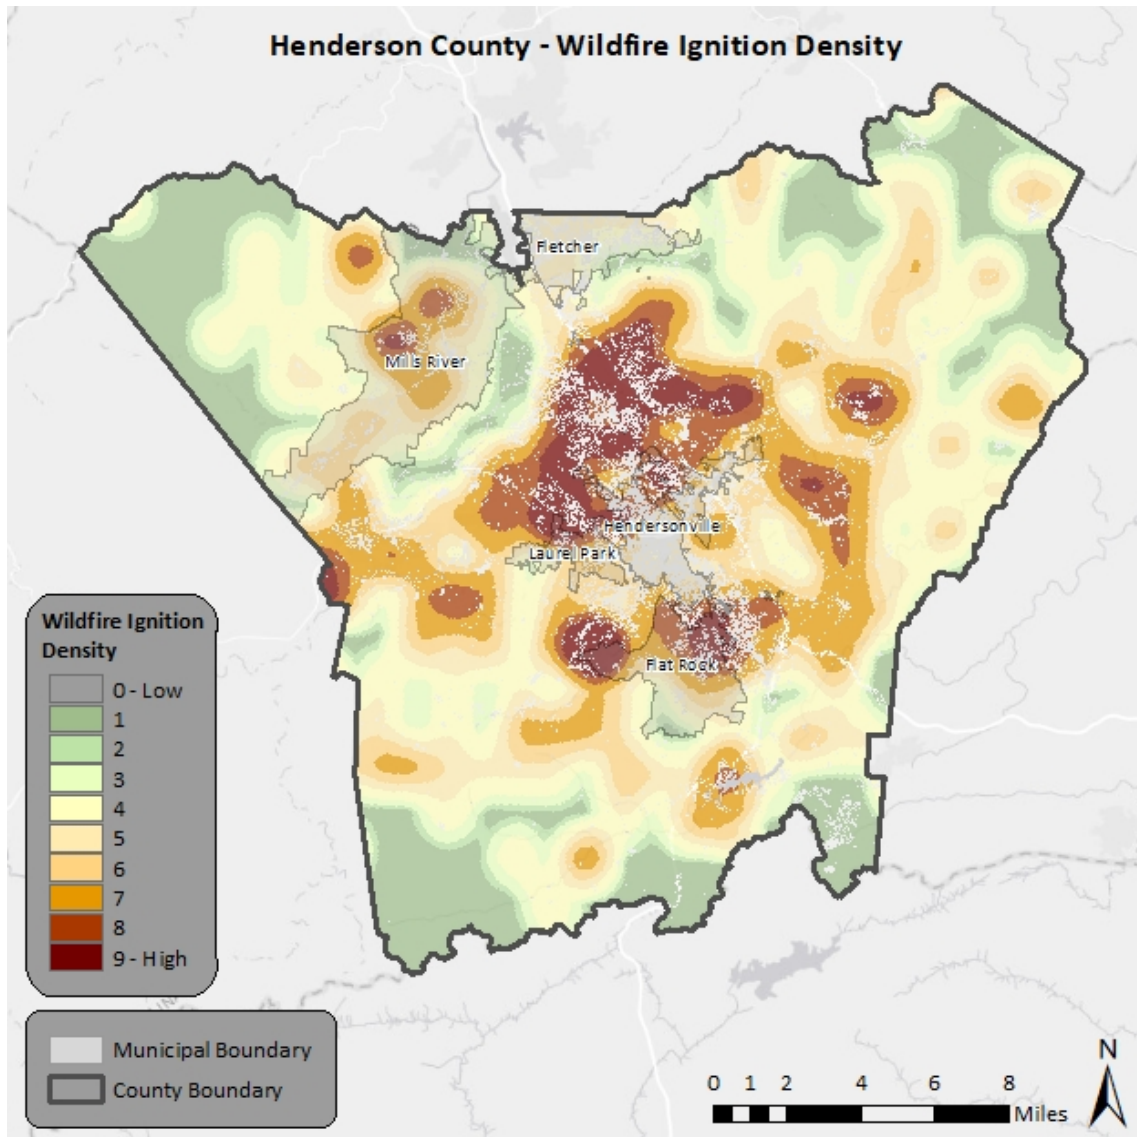 Henderson County - Wildfire Ignition Density
Fletcher
Mills River
Hendersonville
Laurel Park
Flat Rock
Wildfire Ignition
Density
0 - Low
1
2
3
4
5
6
7
8
9 - High
Municipal Boundary
County Boundary
N
0 1 2 4 6 8
Miles